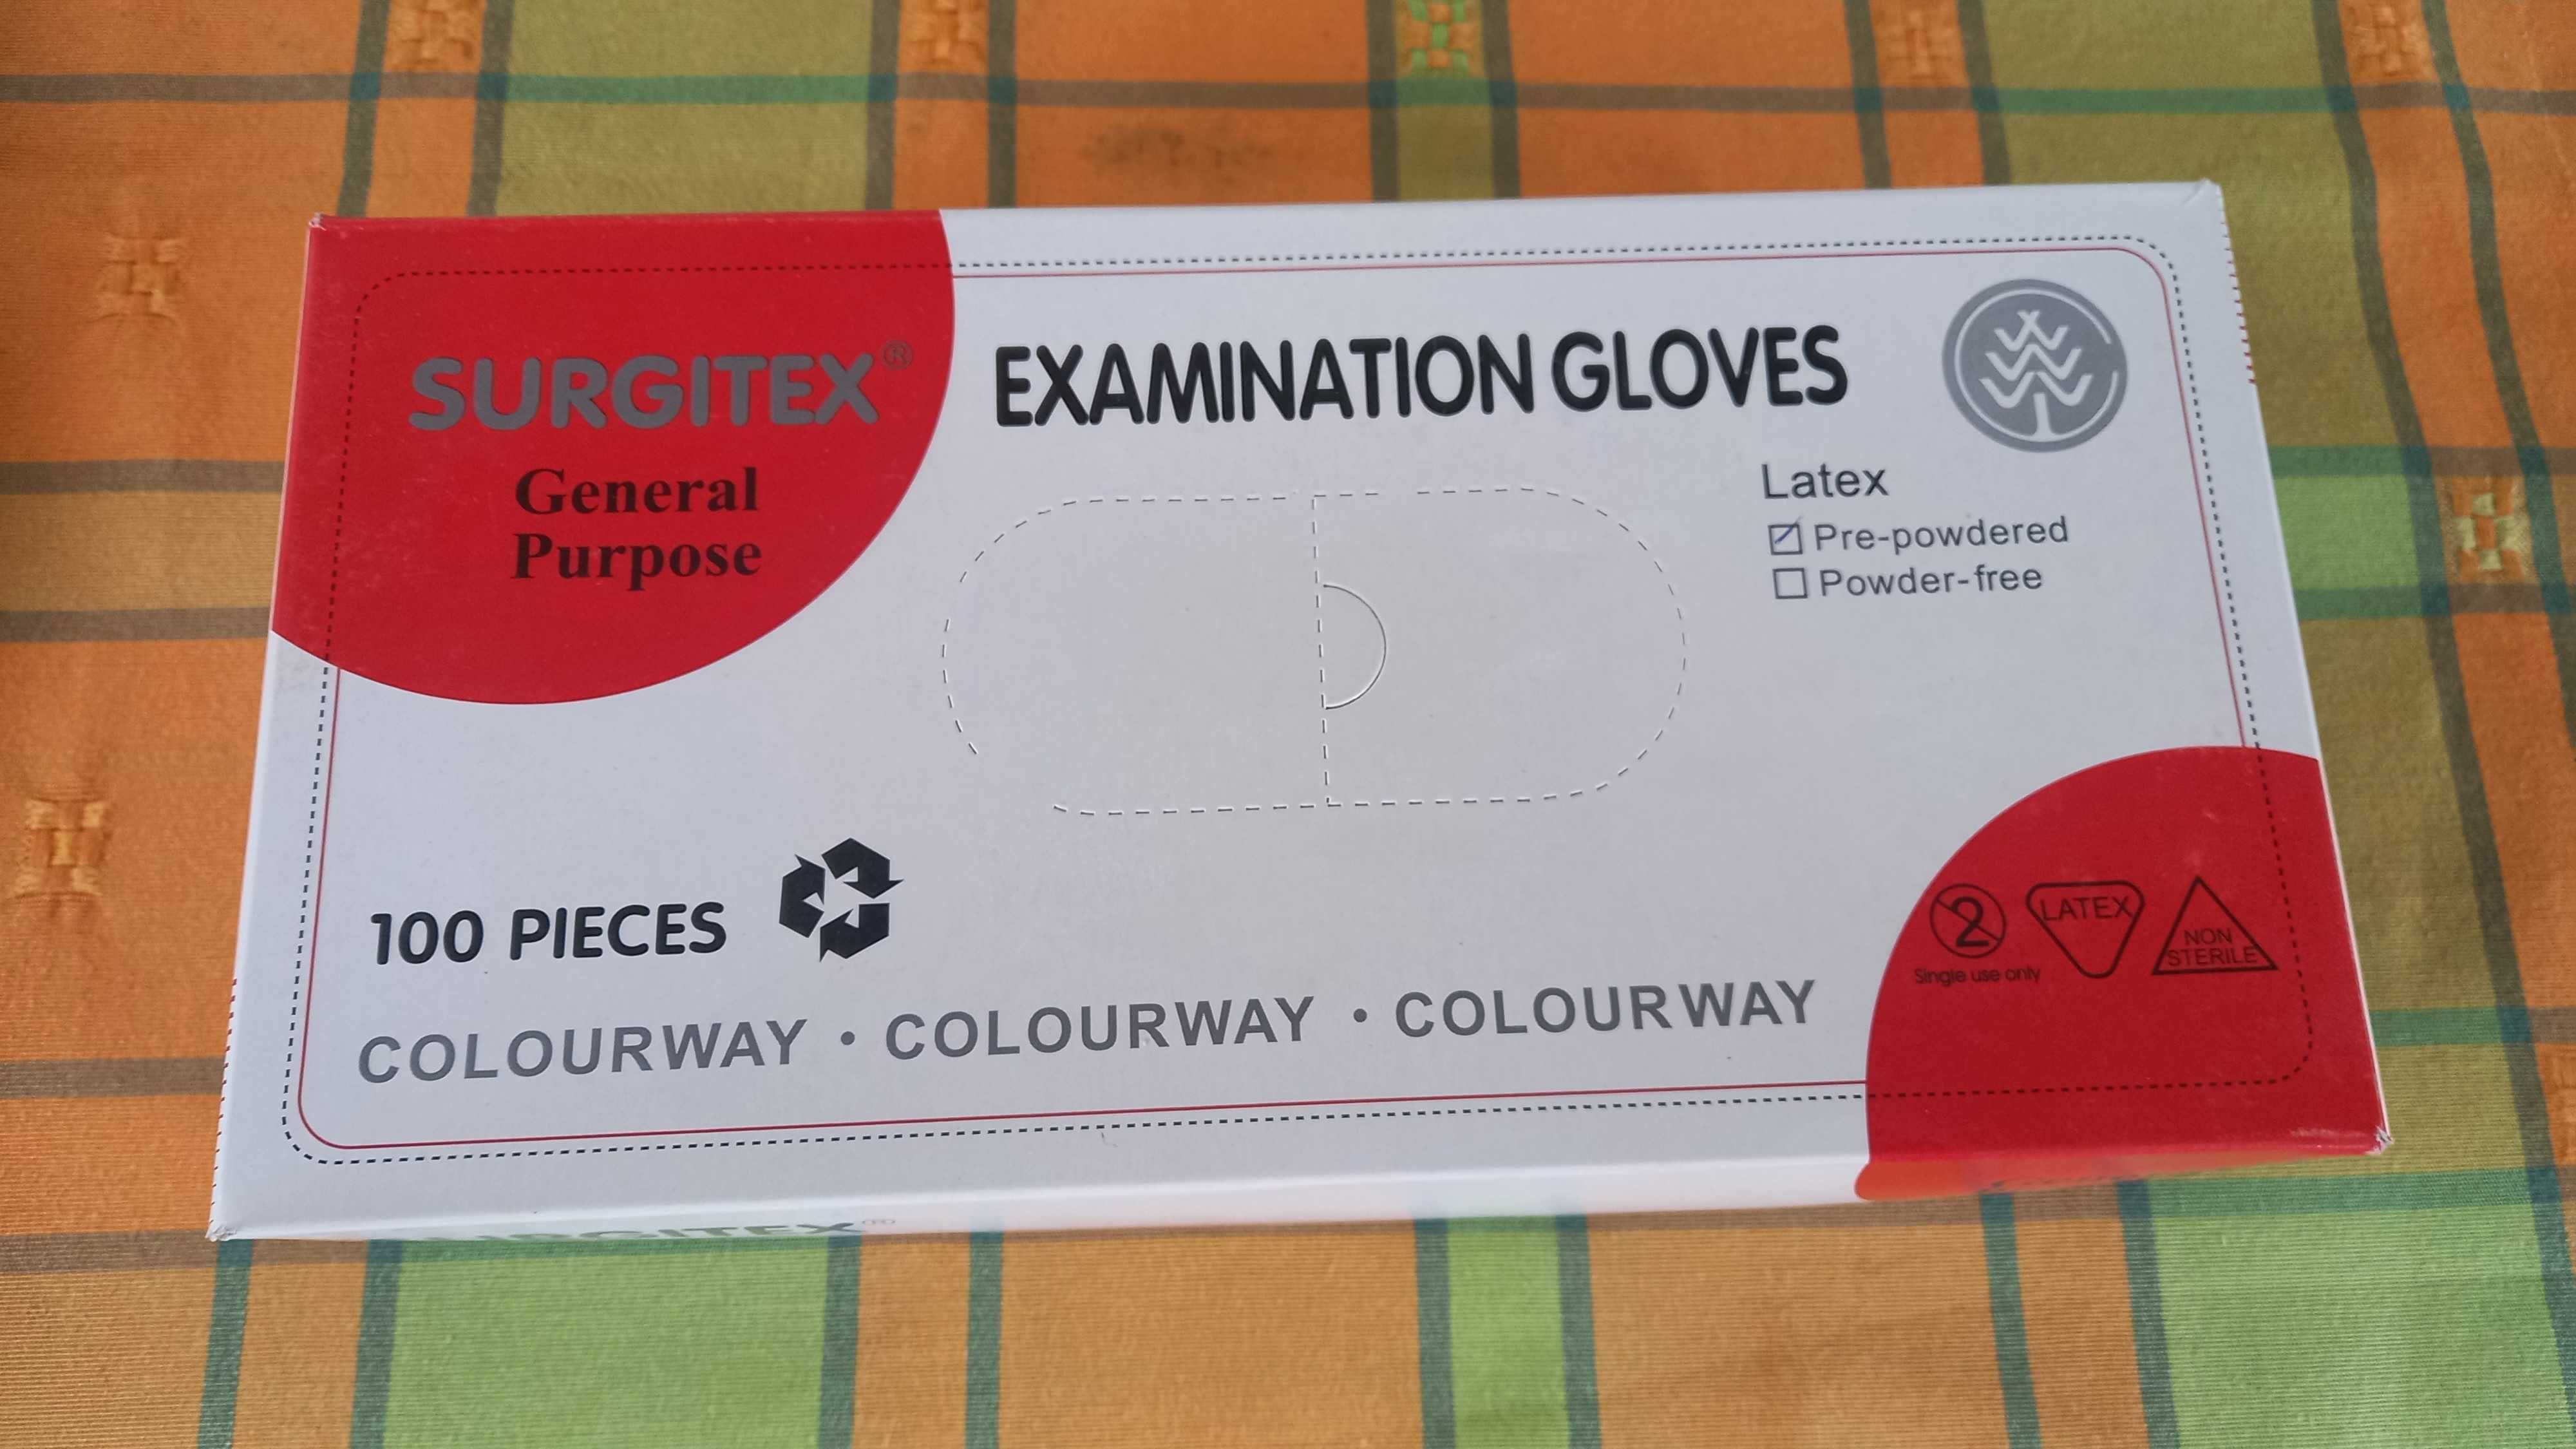 SURGITEX®
General
Purpose
EXAMINATION GLOVES
Latex
Pre-powdered
Powder-free
100 PIECES
COLOURWAY • COLOURWAY • COLOURWAY
2
Single use only
LATEX
NON
STERILE